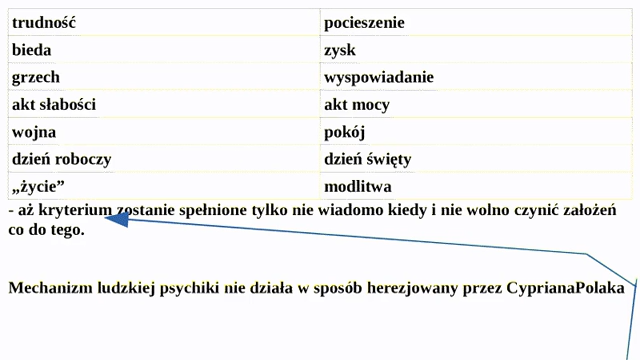 trudność pocieszenie
bieda zysk
grzech wyspowiadanie
akt słabości akt mocy
wojna pokój
dzień roboczy dzień święty
„życie” modlitwa
- aż kryterium zostanie spełnione tylko nie wiadomo kiedy i nie wolno czynić założeń
co do tego.
Mechanizm ludzkiej psychiki nie działa w sposób herezjowany przez CyprianaPolaka